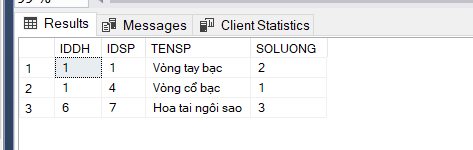 Results Messages Client Statistics
IDDH IDSP TENSP SOLUONG
1 1 1 Vòng tay bạc 2
2 1 4 Vòng cổ bạc 1
3 6 7 Hoa tai ngôi sao 3